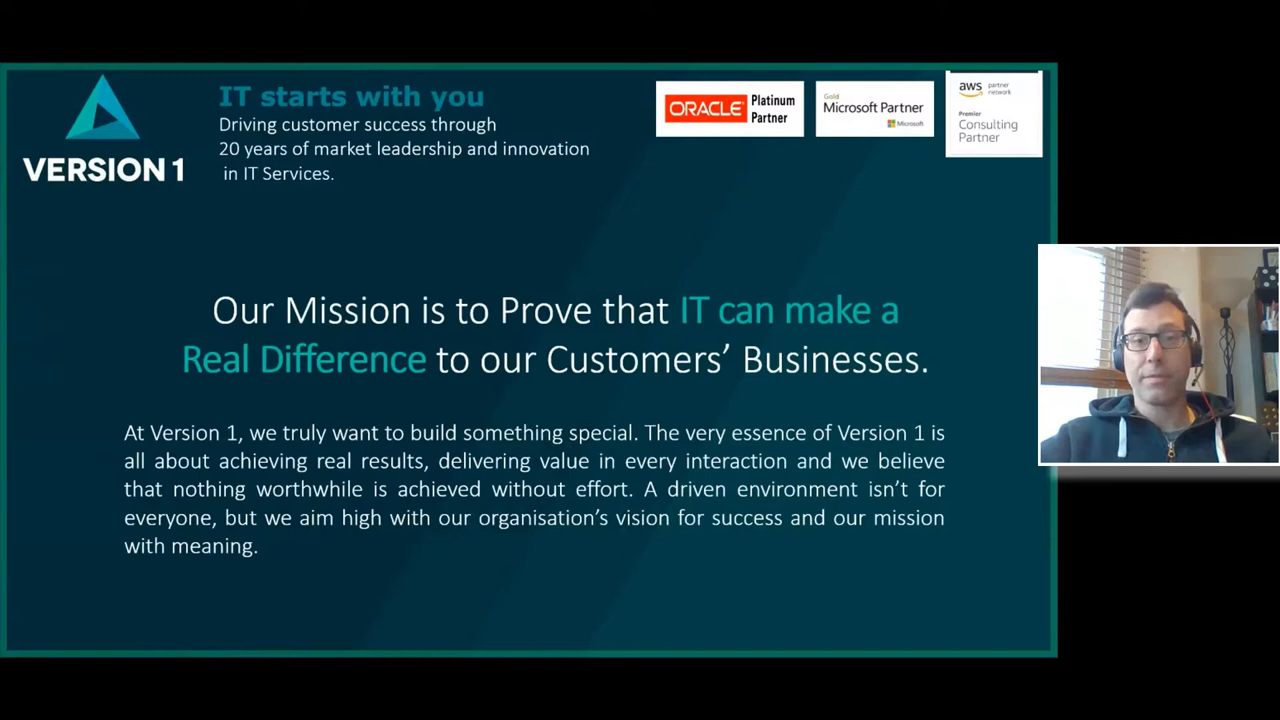 VERSION 1
IT starts with you
Driving customer success through
20 years of market leadership and innovation
in IT Services.
ORACLE Platinum
Partner
Gold
Microsoft Partner
Microsoft
aws partner
network
Premier
Consulting
Partner
Our Mission is to Prove that IT can make a
Real Difference to our Customers’ Businesses.
At Version 1, we truly want to build something special. The very essence of Version 1 is
all about achieving real results, delivering value in every interaction and we believe
that nothing worthwhile is achieved without effort. A driven environment isn’t for
everyone, but we aim high with our organisation’s vision for success and our mission
with meaning.